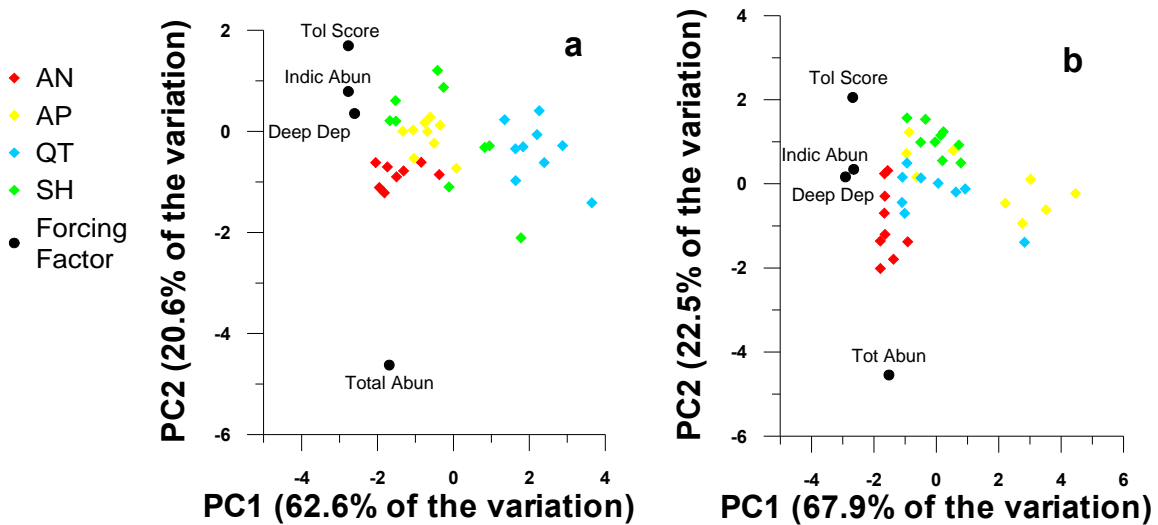 AN
AP
QT
SH
Forcing
Factor
PC2 (20.6% of the variation)
2
0
-2
-4
-6
a
Tol Score
Indic Abun
Deep Dep
Total Abun
-4
-2
0
2
4
PC1 (62.6% of the variation)
PC2 (22.5% of the variation)
4
2
0
-2
-4
-6
b
Tol Score
Indic Abun
Deep Dep
Tot Abun
-4
-2
0
2
4
6
PC1 (67.9% of the variation)